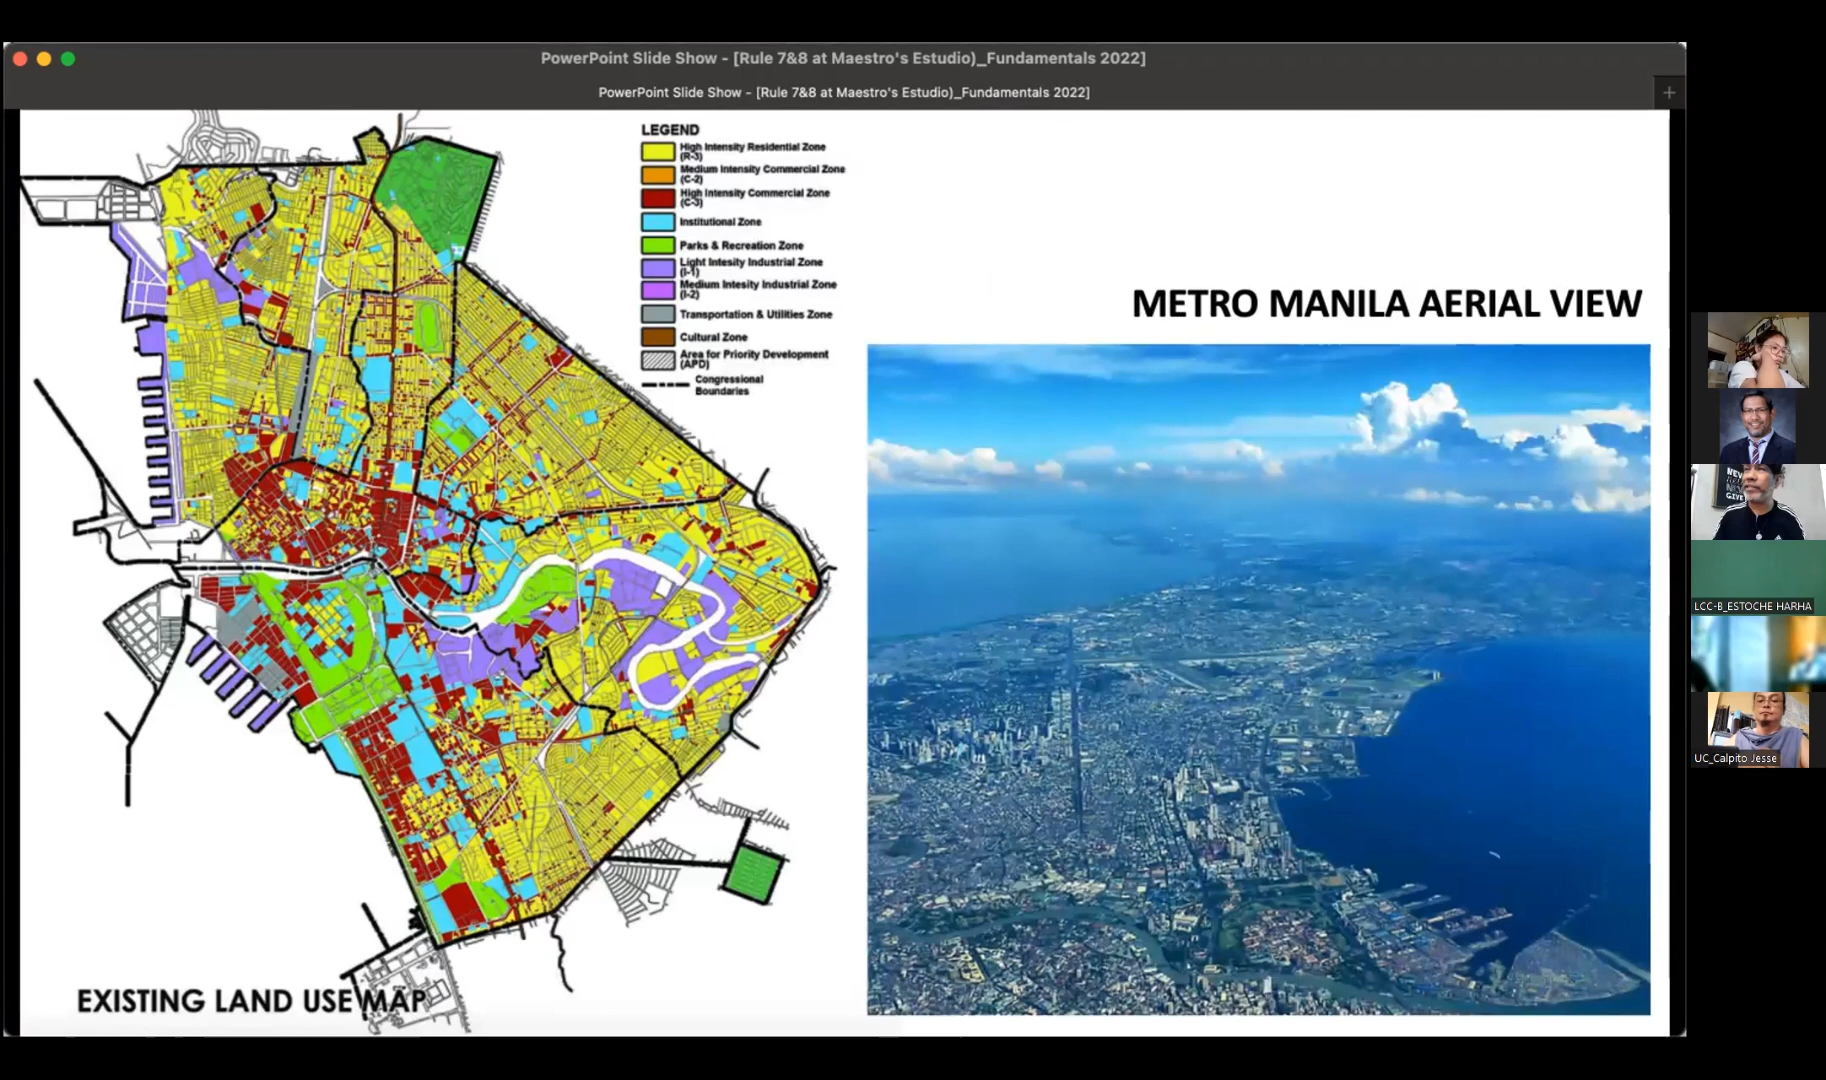 PowerPoint Slide Show - [Rule 7&8 at Maestro's Estudio)_Fundamentals 2022]
PowerPoint Slide Show - [Rule 7&8 at Maestro's Estudio)_Fundamentals 2022]
LEGEND
High Intensity Residential Zone
(R-3)
Medium Intensity Commercial Zone
(C-2)
High Intensity Commercial Zone
(C-3)
Institutional Zone
Parks & Recreation Zone
Light Intesity Industrial Zone
(I-1)
Medium Intesity Industrial Zone
(I-2)
Transportation & Utilities Zone
Cultural Zone
Area for Priority Development
(APD)
Congressional
Boundaries
METRO MANILA AERIAL VIEW
EXISTING LAND USE MAP
GIVE
LCC-B_ESTOCHE HARHA
UC_Calpito Jesse